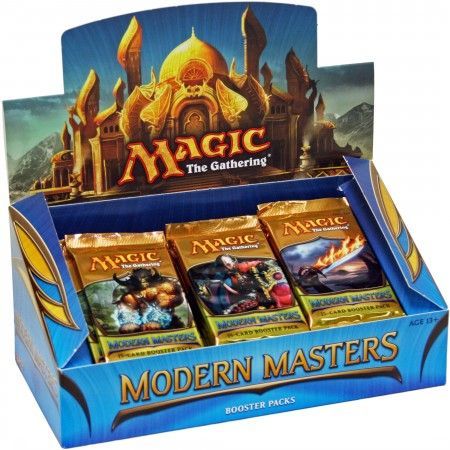 MAGIC
The Gathering®
MAGIC
The Gathering®
MODERN MASTERS
15-CARD BOOSTER PACK
MAGIC
The Gathering®
MODERN MASTERS
15-CARD BOOSTER PACK
MAGIC
The Gathering®
MODERN MASTERS
15-CARD BOOSTER PACK
AGE 13+
MODERN MASTERS
BOOSTER PACKS